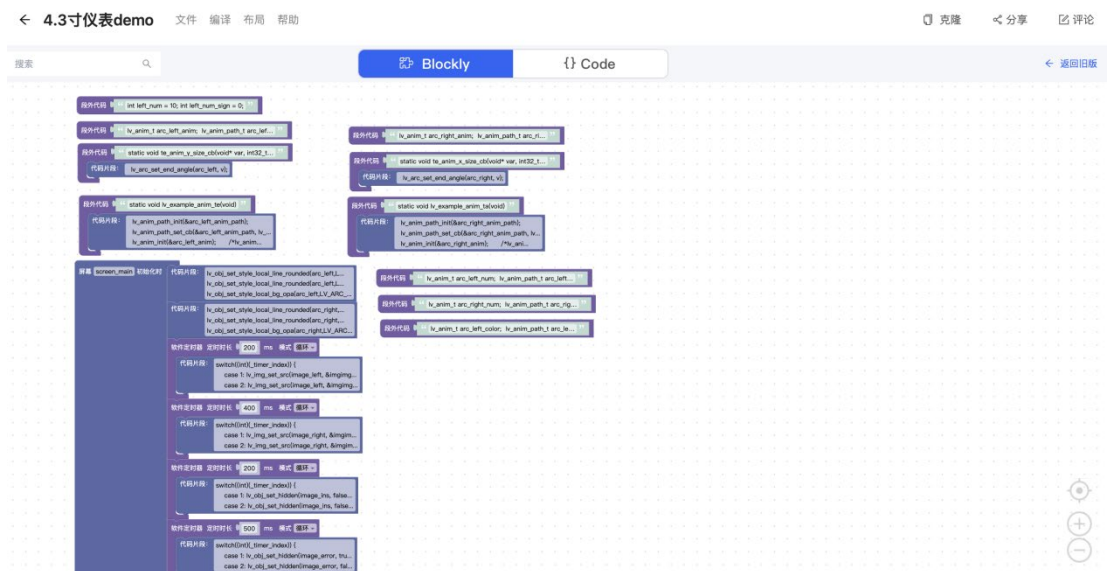 ← 4.3寸仪表demo 文件 编译 布局 帮助 克隆 分享 评论
搜索 Blockly {} Code ← 返回旧版
段外代码 “ int left_num = 10; int left_num_sign = 0; ”
段外代码 “ lv_anim_t arc_left_anim; lv_anim_path_t arc_lef... ”
段外代码 “ static void te_anim_y_size_cb(void* var, int32_t... ”
代码片段: lv_arc_set_end_angle(arc_left, v);
段外代码 “ static void lv_example_anim_te(void) ”
代码片段: lv_anim_path_init(&arc_left_anim_path);
lv_anim_path_set_cb(&arc_left_anim_path, lv_...
lv_anim_init(&arc_left_anim); /*lv_anim...
段外代码 “ lv_anim_t arc_right_anim; lv_anim_path_t arc_ri... ”
段外代码 “ static void te_anim_x_size_cb(void* var, int32_t... ”
代码片段: lv_arc_set_end_angle(arc_right, v);
段外代码 “ static void lv_example_anim_ta(void) ”
代码片段: lv_anim_path_init(&arc_right_anim_path);
lv_anim_path_set_cb(&arc_right_anim_path, lv...
lv_anim_init(&arc_right_anim); /*lv_ani...
屏幕 screen_main 初始化时 代码片段: lv_obj_set_style_local_line_rounded(arc_left,L...
lv_obj_set_style_local_line_rounded(arc_left,L...
lv_obj_set_style_local_bg_opa(arc_left,LV_ARC_...
代码片段: lv_obj_set_style_local_line_rounded(arc_right,...
lv_obj_set_style_local_line_rounded(arc_right,...
lv_obj_set_style_local_bg_opa(arc_right,LV_ARC...
软件定时器 定时时长 200 ms 模式 循环
代码片段: switch((int)(_timer_index)) {
case 1: lv_img_set_src(image_left, &imgimg...
case 2: lv_img_set_src(image_left, &imgimg...
软件定时器 定时时长 400 ms 模式 循环
代码片段: switch((int)(_timer_index)) {
case 1: lv_img_set_src(image_right, &imgim...
case 2: lv_img_set_src(image_right, &imgim...
软件定时器 定时时长 200 ms 模式 循环
代码片段: switch((int)(_timer_index)) {
case 1: lv_obj_set_hidden(image_ins, false...
case 2: lv_obj_set_hidden(image_ins, false...
软件定时器 定时时长 500 ms 模式 循环
代码片段: switch((int)(_timer_index)) {
case 1: lv_obj_set_hidden(image_error, tru...
case 2: lv_obj_set_hidden(image_error, fal...
段外代码 “ lv_anim_t arc_left_num; lv_anim_path_t arc_left... ”
段外代码 “ lv_anim_t arc_right_num; lv_anim_path_t arc_rig... ”
段外代码 “ lv_anim_t arc_left_color; lv_anim_path_t arc_le... ”